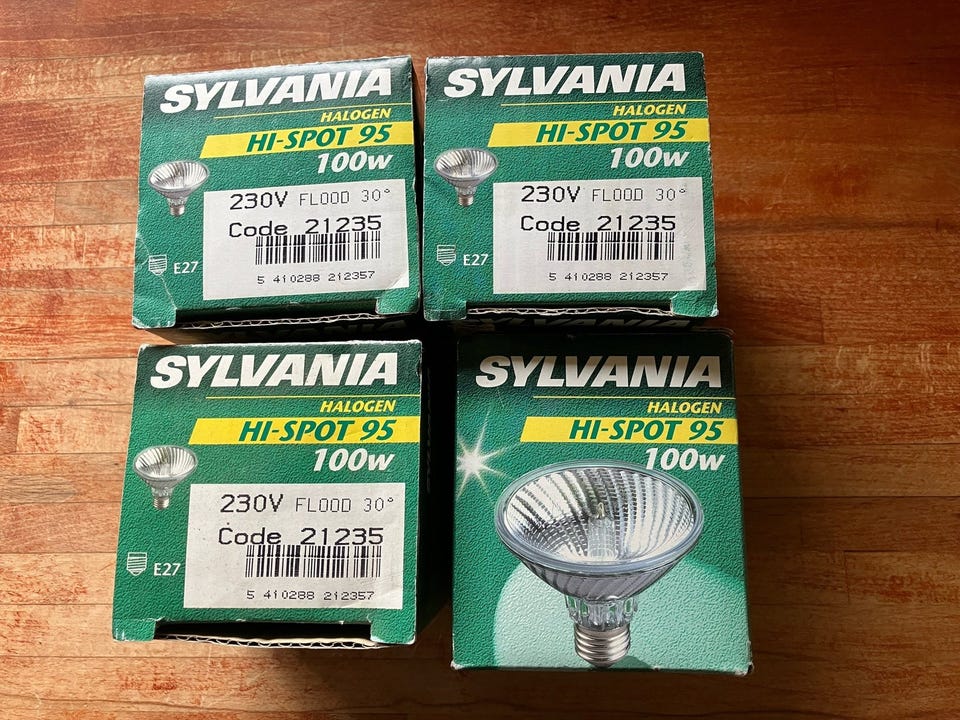 SYLVANIA
HALOGEN
HI-SPOT 95
100w
230V FLOOD 30°
Code 21235
E27
5 410288 212357
SYLVANIA
HALOGEN
HI-SPOT 95
100w
230V FLOOD 30°
Code 21235
E27
5 410288 212357
SYLVANIA
HALOGEN
HI-SPOT 95
100w
230V FLOOD 30°
Code 21235
E27
5 410288 212357
SYLVANIA
SYLVANIA
HALOGEN
HI-SPOT 95
100w